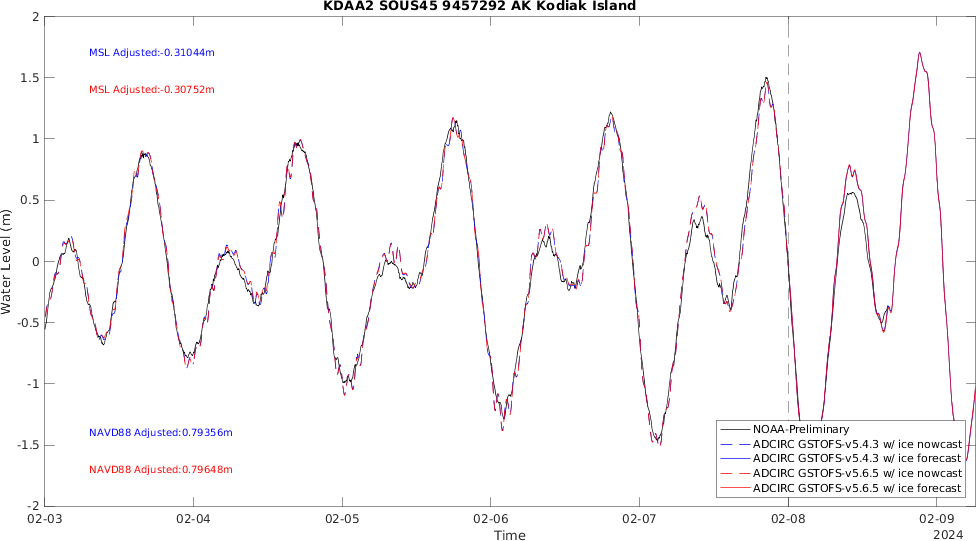 KDAA2 SOUS45 9457292 AK Kodiak Island
MSL Adjusted:-0.31044m
MSL Adjusted:-0.30752m
NAVD88 Adjusted:0.79356m
NAVD88 Adjusted:0.79648m
Water Level (m)
2
1.5
1
0.5
0
-0.5
-1
-1.5
-2
NOAA-Preliminary
ADCIRC GSTOFS-v5.4.3 w/ ice nowcast
ADCIRC GSTOFS-v5.4.3 w/ ice forecast
ADCIRC GSTOFS-v5.6.5 w/ ice nowcast
ADCIRC GSTOFS-v5.6.5 w/ ice forecast
02-03 02-04 02-05 02-06 02-07 02-08 02-09
Time
2024